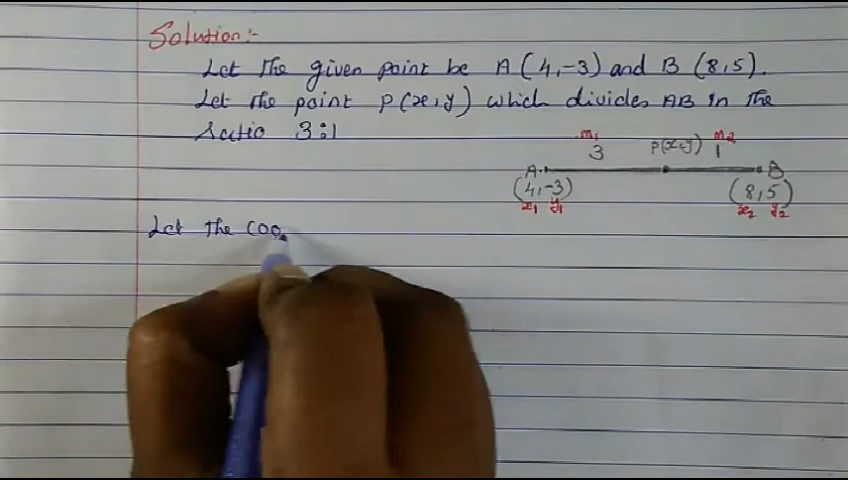 Solution:-
Let the given point be A(4,-3) and B (8,5).
Let the point P(x,y) which divides AB in the
ratio 3:1
m1 m2
3 P(x,y) 1
A B
(4,-3) (8,5)
x1 y1 x2 y2
Let the coo